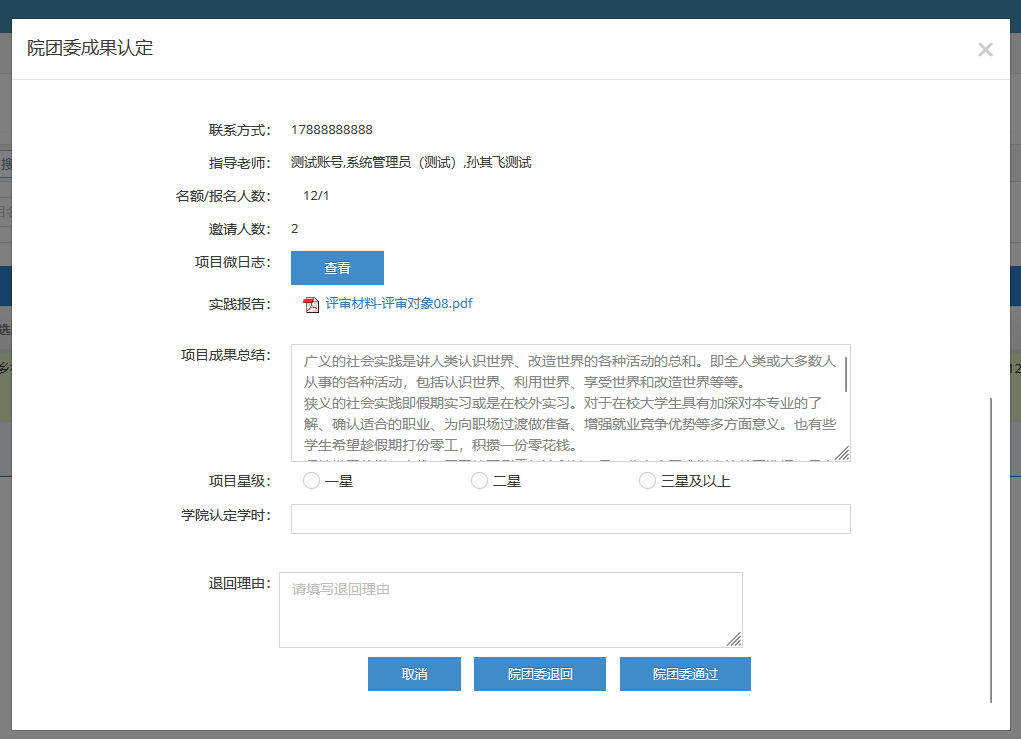 院团委成果认定
联系方式： 17888888888
指导老师： 测试账号,系统管理员（测试）,孙其飞测试
名额/报名人数： 12/1
邀请人数： 2
项目微日志： 查看
实践报告： 评审材料-评审对象08.pdf
项目成果总结： 广义的社会实践是讲人类认识世界、改造世界的各种活动的总和。即全人类或大多数人
从事的各种活动，包括认识世界、利用世界、享受世界和改造世界等等。
狭义的社会实践即假期实习或是在校外实习。对于在校大学生具有加深对本专业的了
解、确认适合的职业、为向职场过渡做准备、增强就业竞争优势等多方面意义。也有些
学生希望趁假期打份零工，积攒一份零花钱。
项目星级： 一星 二星 三星及以上
学院认定学时：
退回理由： 请填写退回理由
取消 院团委退回 院团委通过
搜
选
12